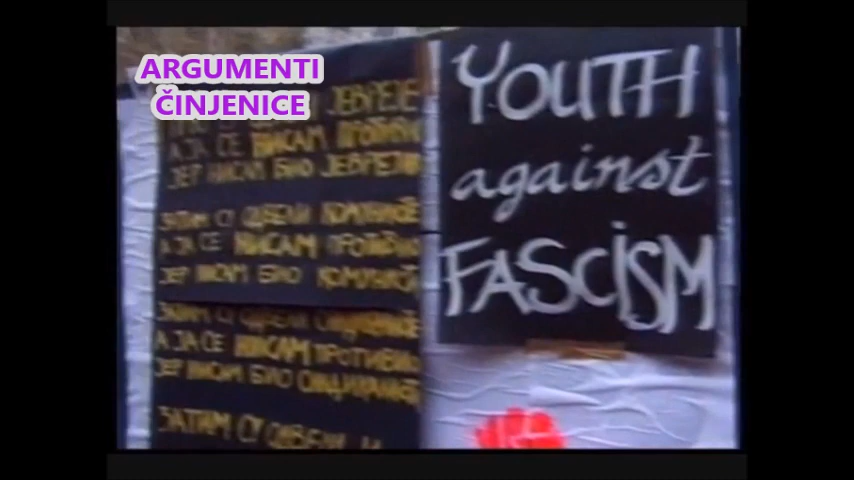 ARGUMENTI
ČINJENICE
ЈЕВРЕЈЕ
А ЈА СЕ НИСАМ ПРОТИВИО
ЈЕР НИСАМ БИО ЈЕВРЕЈИН
ЗАТИМ СУ ОДВЕЛИ КОМУНИСТЕ
А ЈА СЕ НИСАМ ПРОТИВИО
ЈЕР НИСАМ БИО КОМУНИСТ
ЗАТИМ СУ ОДВЕЛИ
А ЈА СЕ НИСАМ ПРОТИВИО
ЈЕР НИСАМ БИО
ЗАТИМ СУ ОДВЕЛИ И
YOUTH
against
FASCISM